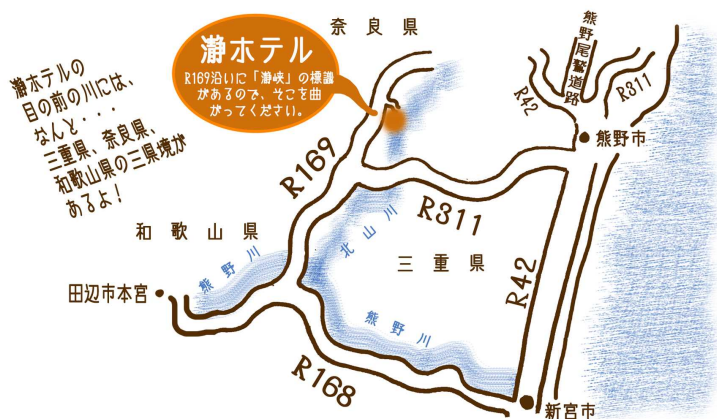 奈良県
瀞ホテル
R169沿いに「瀞峡」の標識
があるので、そこを曲
がってください。
瀞ホテルの
目の前の川には、
なんと・・・
三重県、奈良県、
和歌山県の三県境が
あるよ！
熊野尾鷲道路
R42
R311
熊野市
R169
R311
和歌山県
北山川
三重県
熊野川
田辺市本宮
R42
熊野川
R168
新宮市